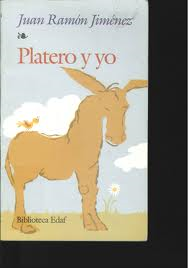 Juan Ramón Jiménez
Platero y yo
Biblioteca Edaf